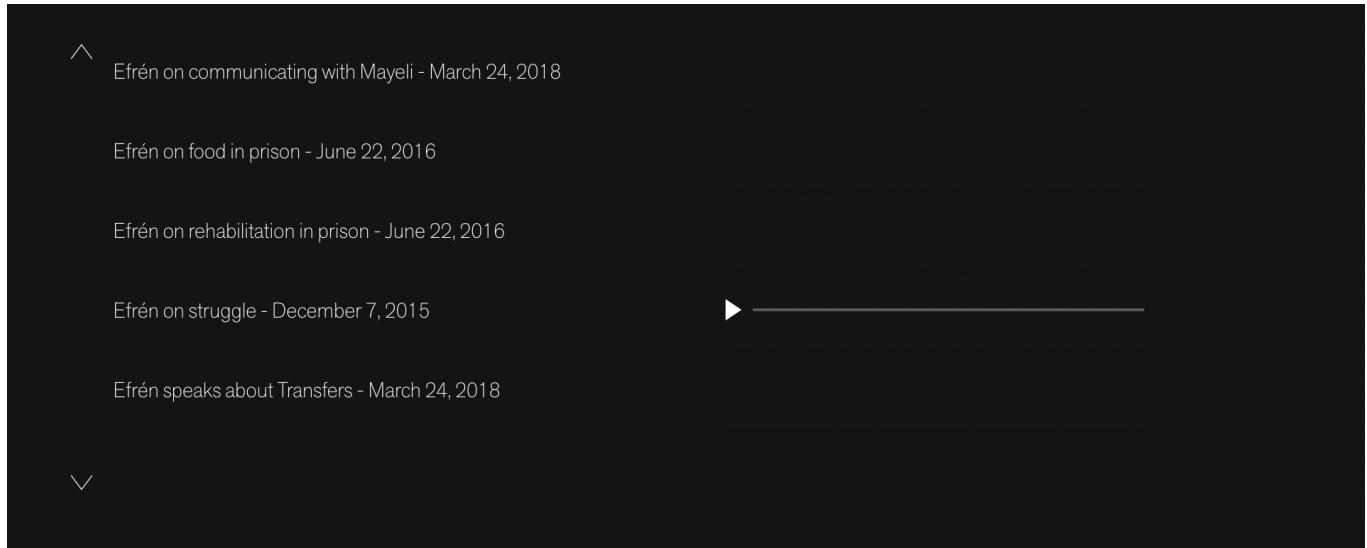 Efrén on communicating with Mayeli - March 24, 2018
Efrén on food in prison - June 22, 2016
Efrén on rehabilitation in prison - June 22, 2016
Efrén on struggle - December 7, 2015
Efrén speaks about Transfers - March 24, 2018